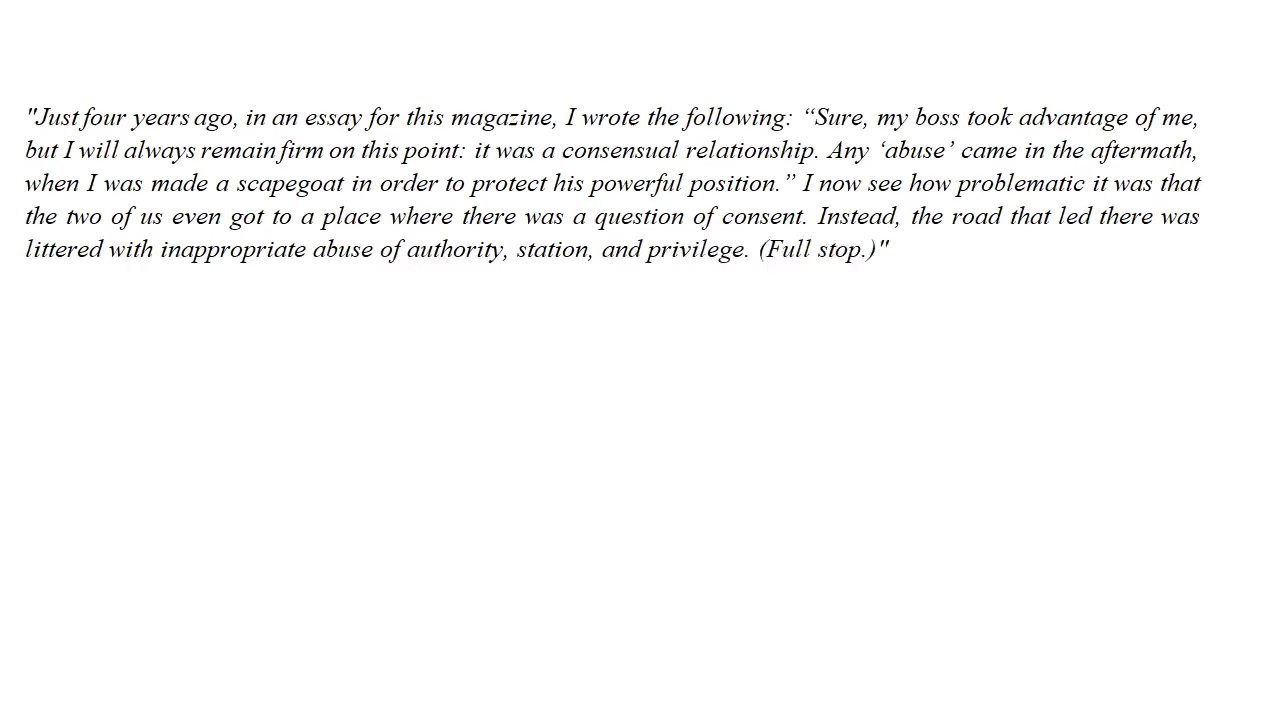 "Just four years ago, in an essay for this magazine, I wrote the following: “Sure, my boss took advantage of me,
but I will always remain firm on this point: it was a consensual relationship. Any ‘abuse’ came in the aftermath,
when I was made a scapegoat in order to protect his powerful position.” I now see how problematic it was that
the two of us even got to a place where there was a question of consent. Instead, the road that led there was
littered with inappropriate abuse of authority, station, and privilege. (Full stop.)"